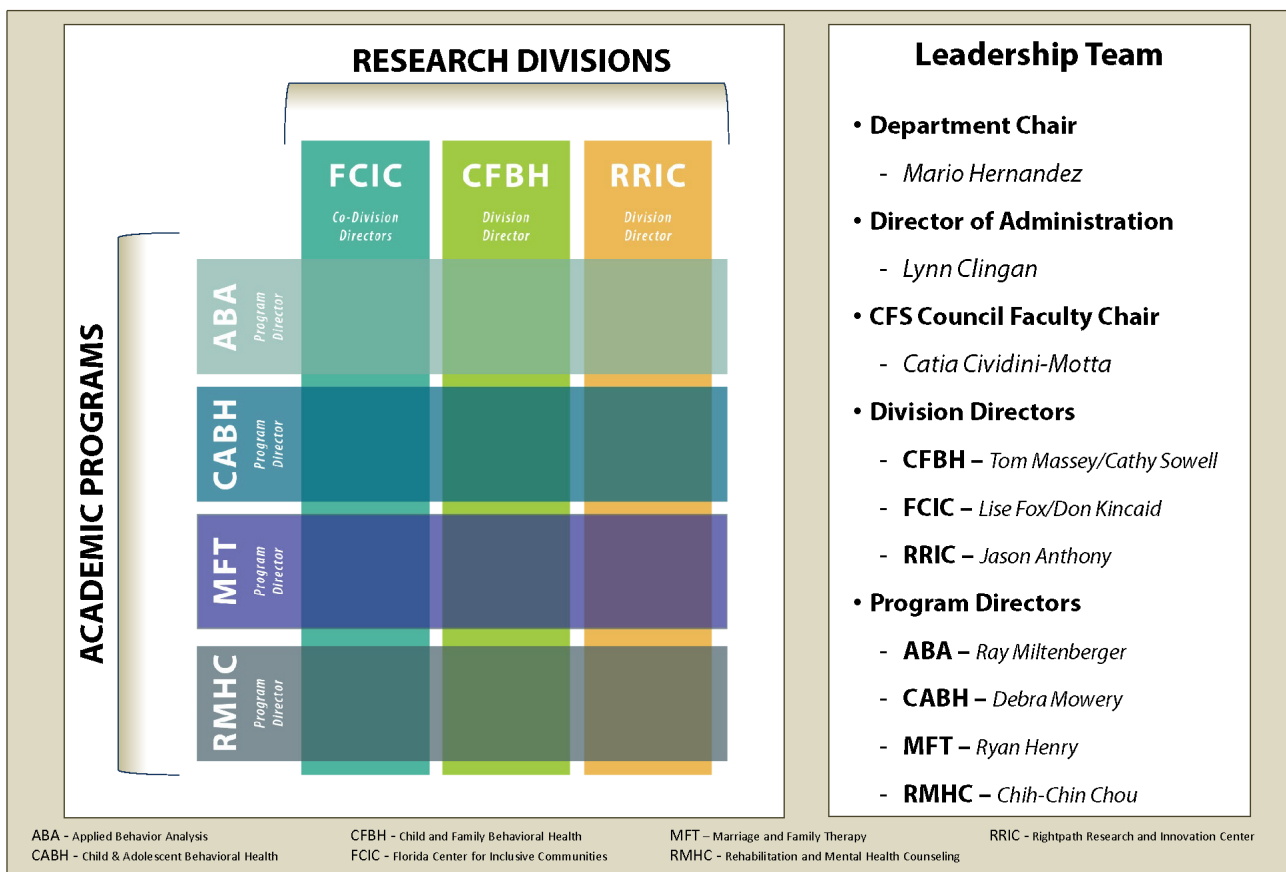 RESEARCH DIVISIONS
FCIC
Co-Division
Directors
CFBH
Division
Director
RRIC
Division
Director
ACADEMIC PROGRAMS
ABA
Program
Director
CABH
Program
Director
MFT
Program
Director
RMHC
Program
Director
Leadership Team
• Department Chair
- Mario Hernandez
• Director of Administration
- Lynn Clingan
• CFS Council Faculty Chair
- Catia Cividini-Motta
• Division Directors
- CFBH – Tom Massey/Cathy Sowell
- FCIC – Lise Fox/Don Kincaid
- RRIC – Jason Anthony
• Program Directors
- ABA – Ray Miltenberger
- CABH – Debra Mowery
- MFT – Ryan Henry
- RMHC – Chih-Chin Chou
ABA - Applied Behavior Analysis
CABH - Child & Adolescent Behavioral Health
CFBH - Child and Family Behavioral Health
FCIC - Florida Center for Inclusive Communities
MFT – Marriage and Family Therapy
RMHC - Rehabilitation and Mental Health Counseling
RRIC - Rightpath Research and Innovation Center